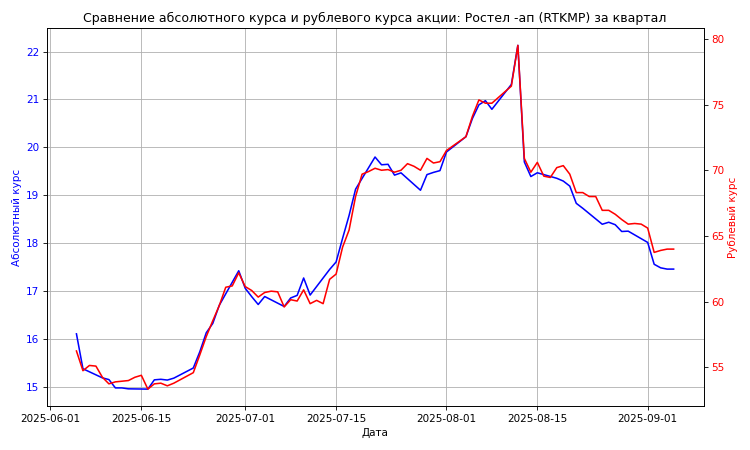 Сравнение абсолютного курса и рублевого курса акции: Ростел -ап (RTKMP) за квартал
Абсолютный курс
22
21
20
19
18
17
16
15
80
75
70
65
60
55
Рублевый курс
2025-06-01 2025-06-15 2025-07-01 2025-07-15 2025-08-01 2025-08-15 2025-09-01
Дата